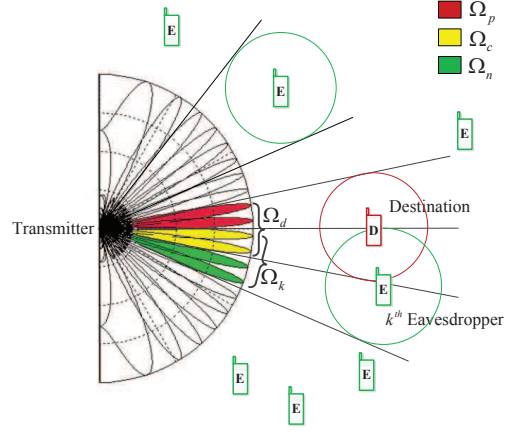 E
Ω_p
Ω_c
Ω_n
E
E
Destination
Ω_d
Transmitter
D
Ω_k
E
k^th Eavesdropper
E
E
E